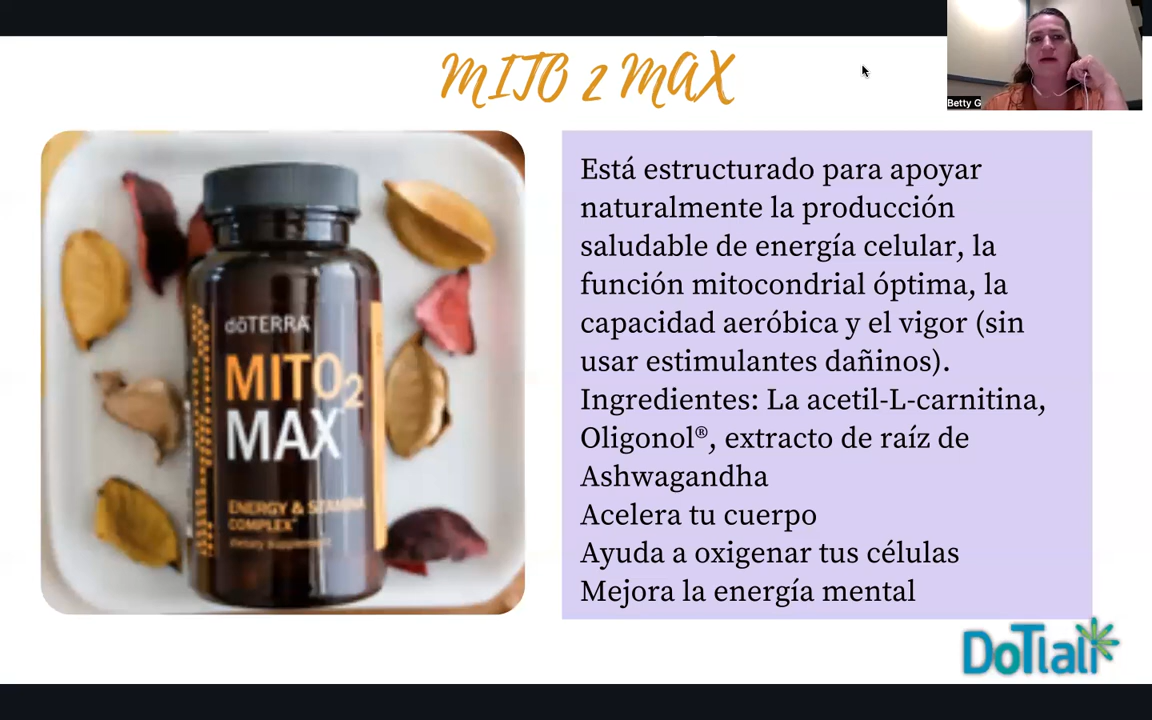 MITO 2 MAX
Betty G
dōTERRA
MITO2
MAX
ENERGY & STAMINA
COMPLEX
dietary supplement
Está estructurado para apoyar
naturalmente la producción
saludable de energía celular, la
función mitocondrial óptima, la
capacidad aeróbica y el vigor (sin
usar estimulantes dañinos).
Ingredientes: La acetil-L-carnitina,
Oligonol®, extracto de raíz de
Ashwagandha
Acelera tu cuerpo
Ayuda a oxigenar tus células
Mejora la energía mental
DoTlali